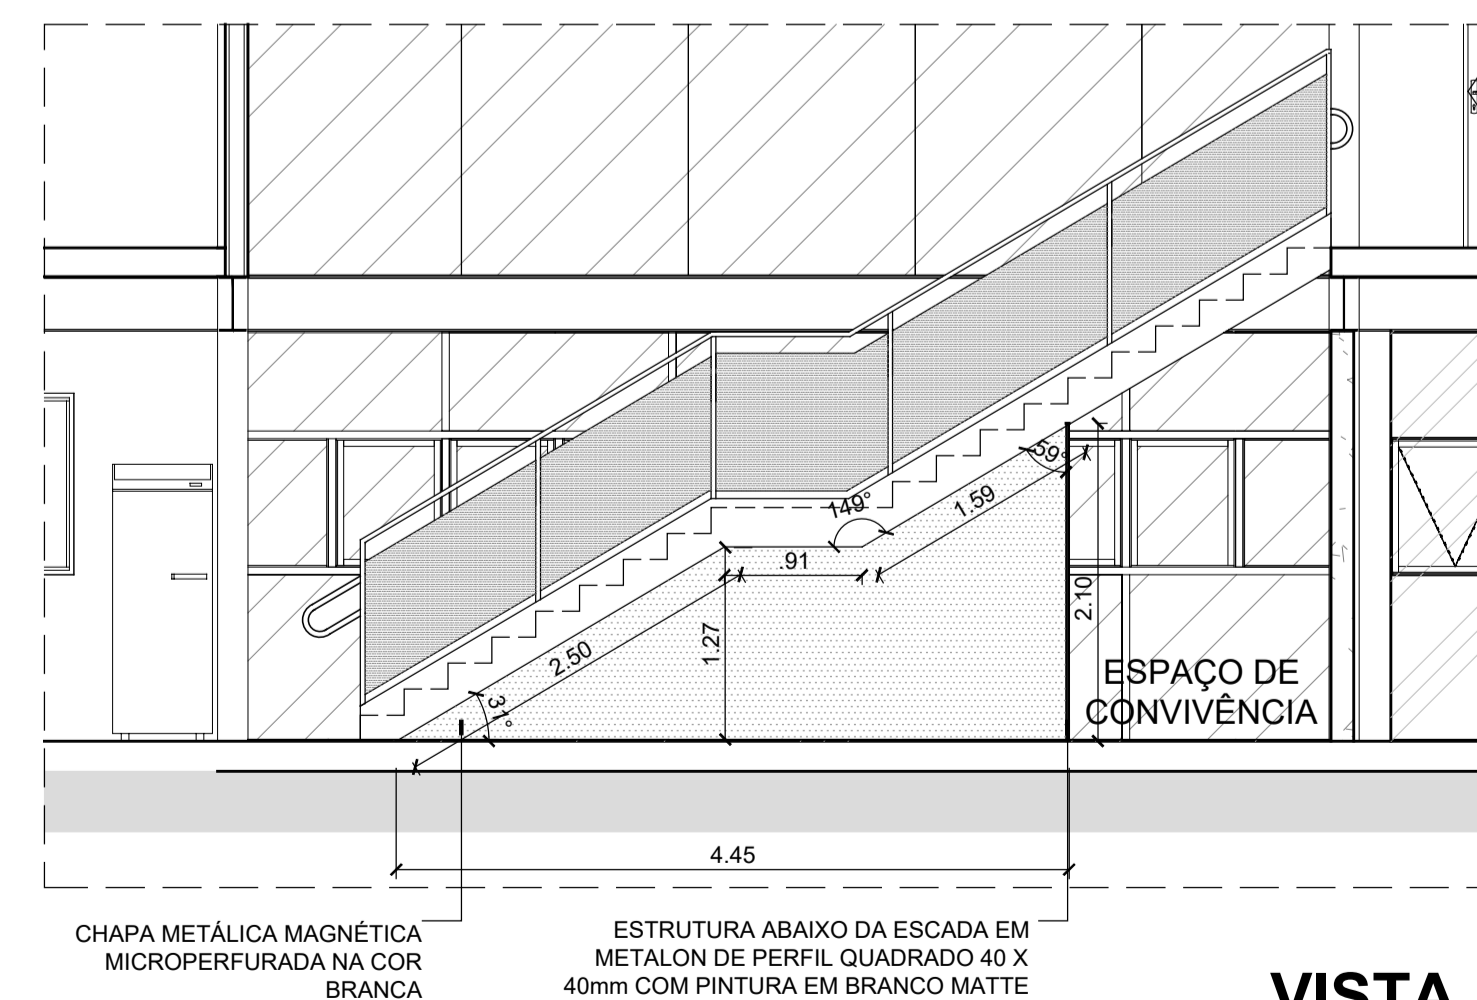 59°
149°
1.59
.91
2.10
1.27
2.50
31°
ESPAÇO DE
CONVIVÊNCIA
4.45
CHAPA METÁLICA MAGNÉTICA
MICROPERFURADA NA COR
BRANCA
ESTRUTURA ABAIXO DA ESCADA EM
METALON DE PERFIL QUADRADO 40 X
40mm COM PINTURA EM BRANCO MATTE
VISTA